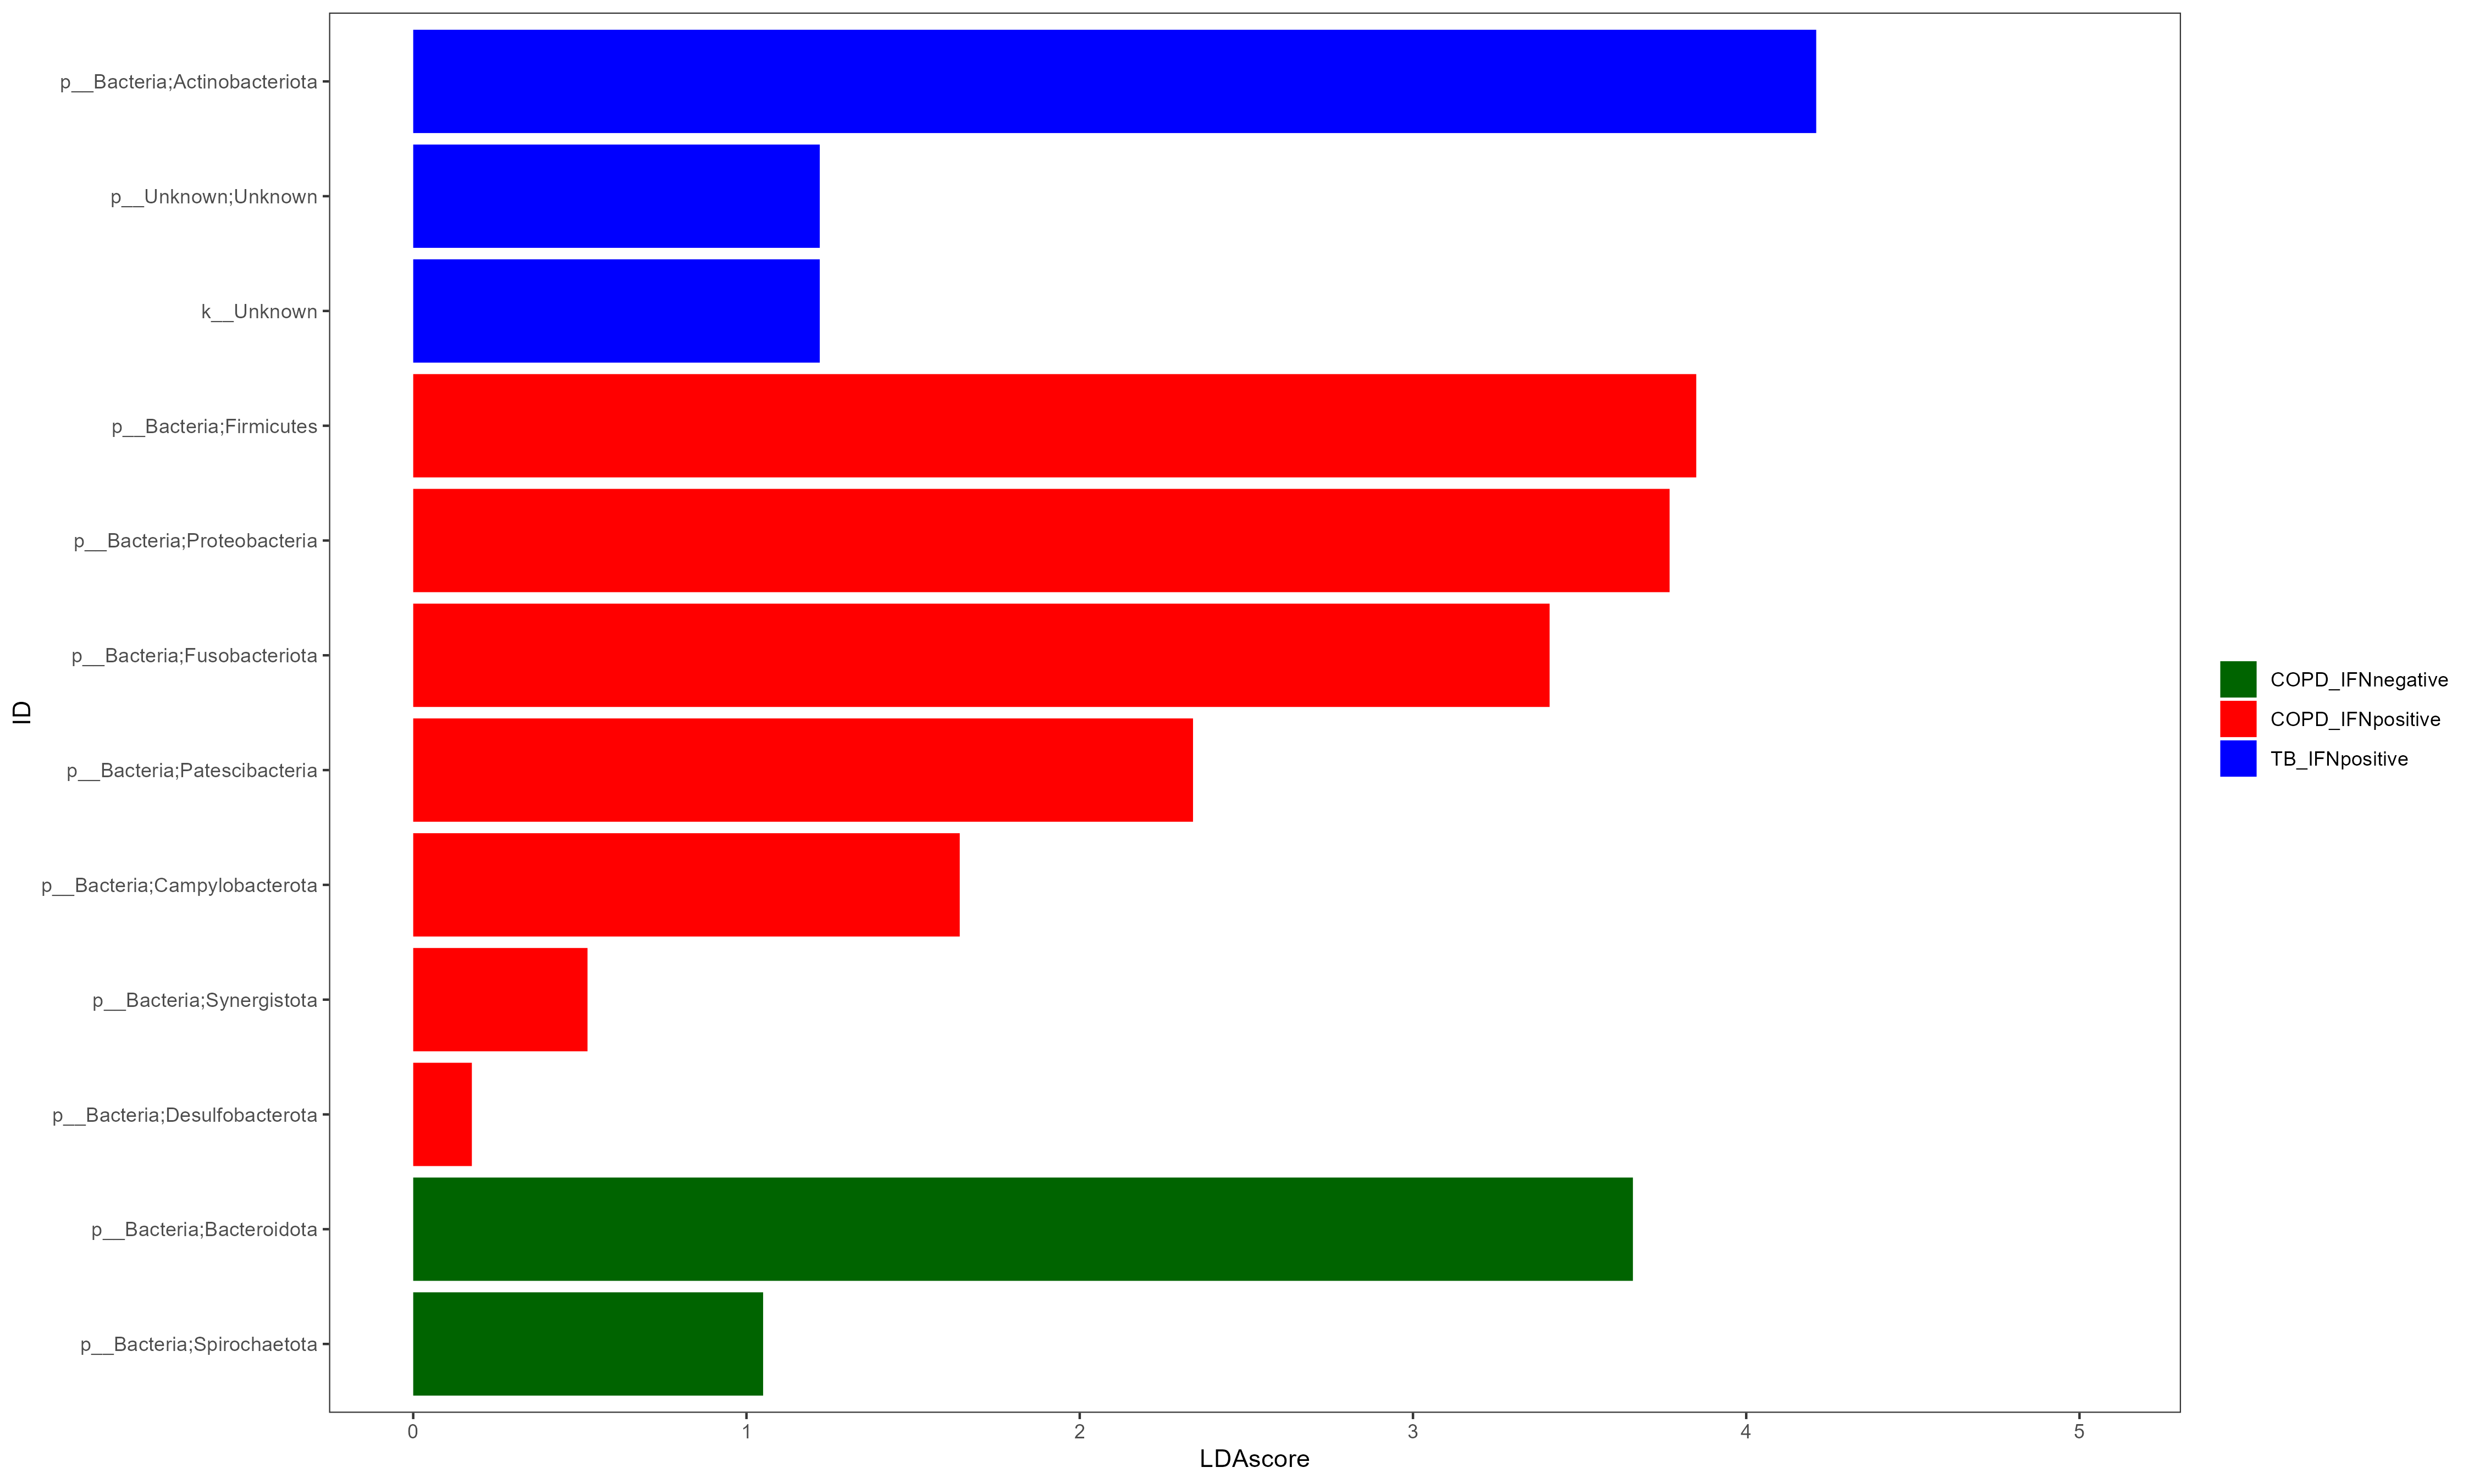 p__Bacteria;Actinobacteriota
p__Unknown;Unknown
k__Unknown
p__Bacteria;Firmicutes
p__Bacteria;Proteobacteria
p__Bacteria;Fusobacteriota
p__Bacteria;Patescibacteria
p__Bacteria;Campylobacterota
p__Bacteria;Synergistota
p__Bacteria;Desulfobacterota
p__Bacteria;Bacteroidota
p__Bacteria;Spirochaetota
ID
0 1 2 3 4 5
LDAscore
COPD_IFNnegative
COPD_IFNpositive
TB_IFNpositive